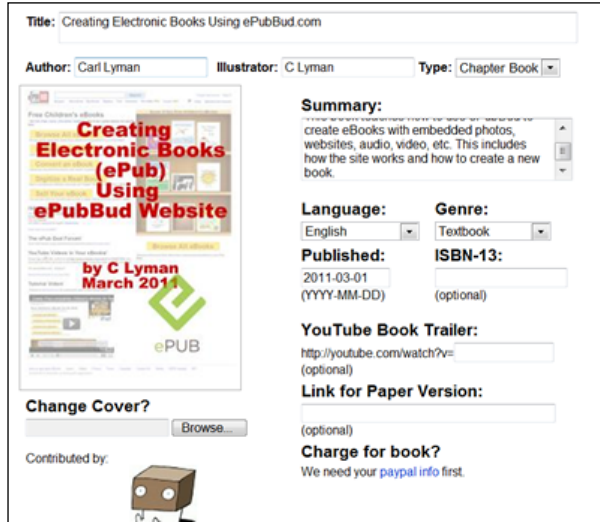 Title: Creating Electronic Books Using ePubBud.com
Author: Carl Lyman Illustrator: C Lyman Type: Chapter Book
Free Children's eBooks
Creating
Electronic Books
(ePub)
Using
ePubBud Website
by C Lyman
March 2011
ePUB
Change Cover?
Browse...
Contributed by:
Summary:
create eBooks with embedded photos,
websites, audio, video, etc. This includes
how the site works and how to create a new
book.
Language: Genre:
English Textbook
Published: ISBN-13:
2011-03-01
(YYYY-MM-DD) (optional)
YouTube Book Trailer:
http://youtube.com/watch?v=
(optional)
Link for Paper Version:
(optional)
Charge for book?
We need your paypal info first.